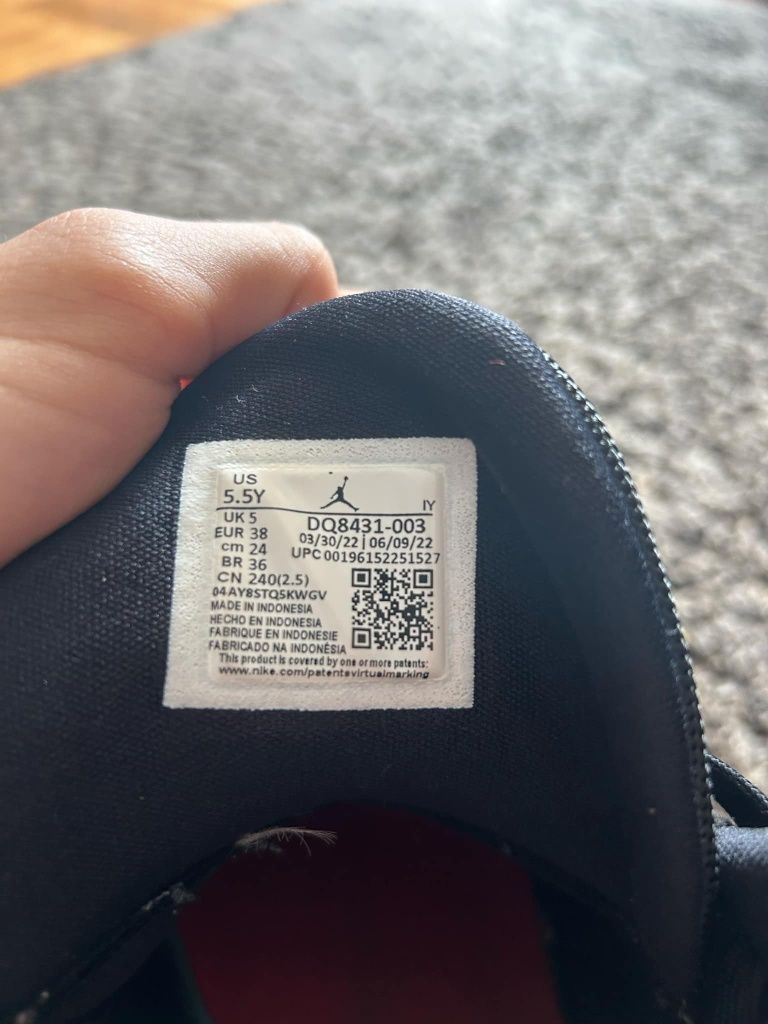 US
5.5Y
IY
UK 5
EUR 38
cm 24
BR 36
CN 240(2.5)
DQ8431-003
03/30/22 | 06/09/22
UPC 00196152251527
04AY8STQ5KWGV
MADE IN INDONESIA
HECHO EN INDONESIA
FABRIQUE EN INDONESIE
FABRICADO NA INDONÉSIA
This product is covered by one or more patents:
www.nike.com/patentsvirtualmarking